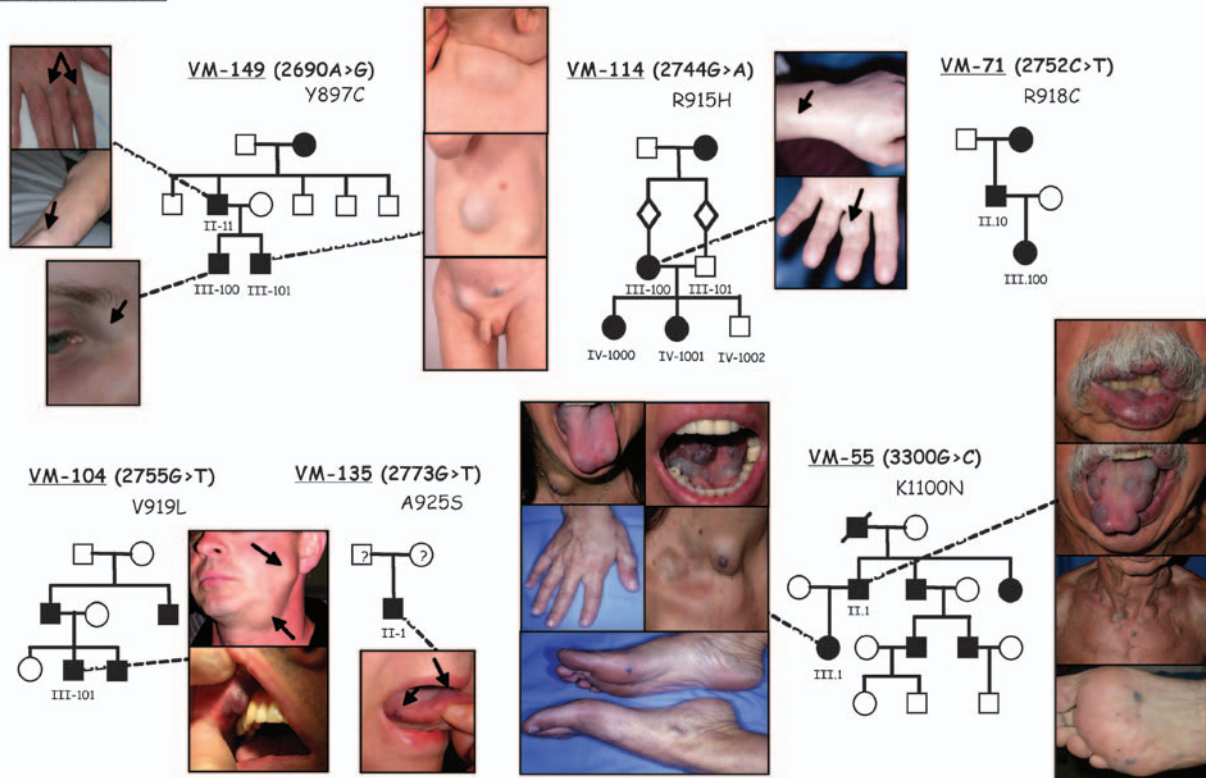 VM-149 (2690A>G)
Y897C
II-11
III-100
III-101
VM-114 (2744G>A)
R915H
III-100
III-101
IV-1000
IV-1001
IV-1002
VM-71 (2752C>T)
R918C
II.10
III.100
VM-104 (2755G>T)
V919L
III-101
VM-135 (2773G>T)
A925S
?
?
II-1
VM-55 (3300G>C)
K1100N
II.1
III.1